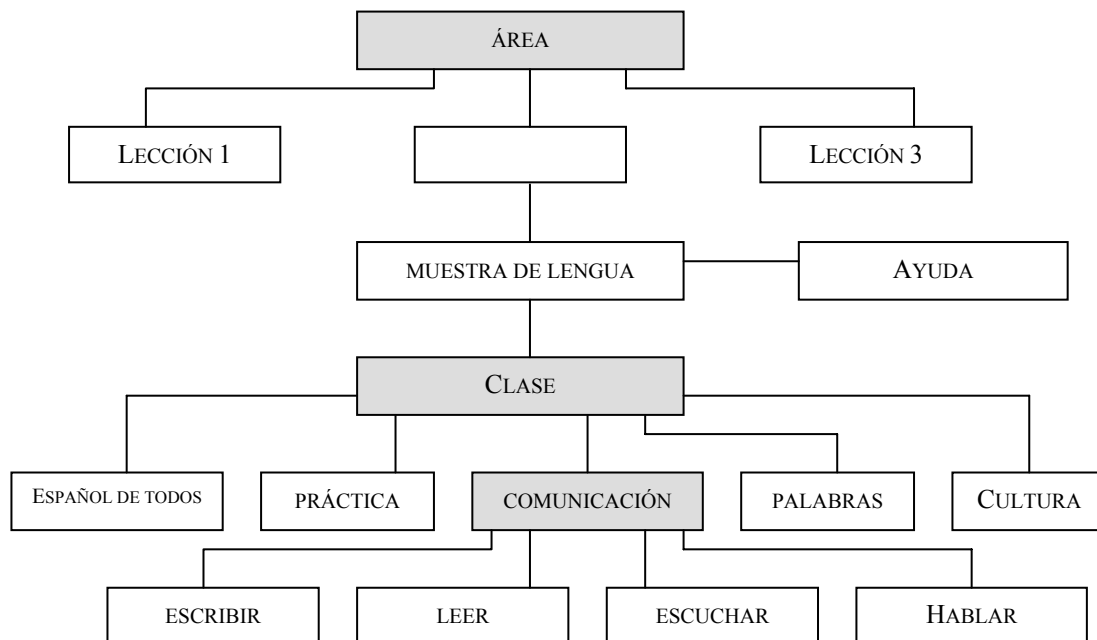 ÁREA
LECCIÓN 1
LECCIÓN 3
MUESTRA DE LENGUA
AYUDA
CLASE
ESPAÑOL DE TODOS
PRÁCTICA
COMUNICACIÓN
PALABRAS
CULTURA
ESCRIBIR
LEER
ESCUCHAR
HABLAR